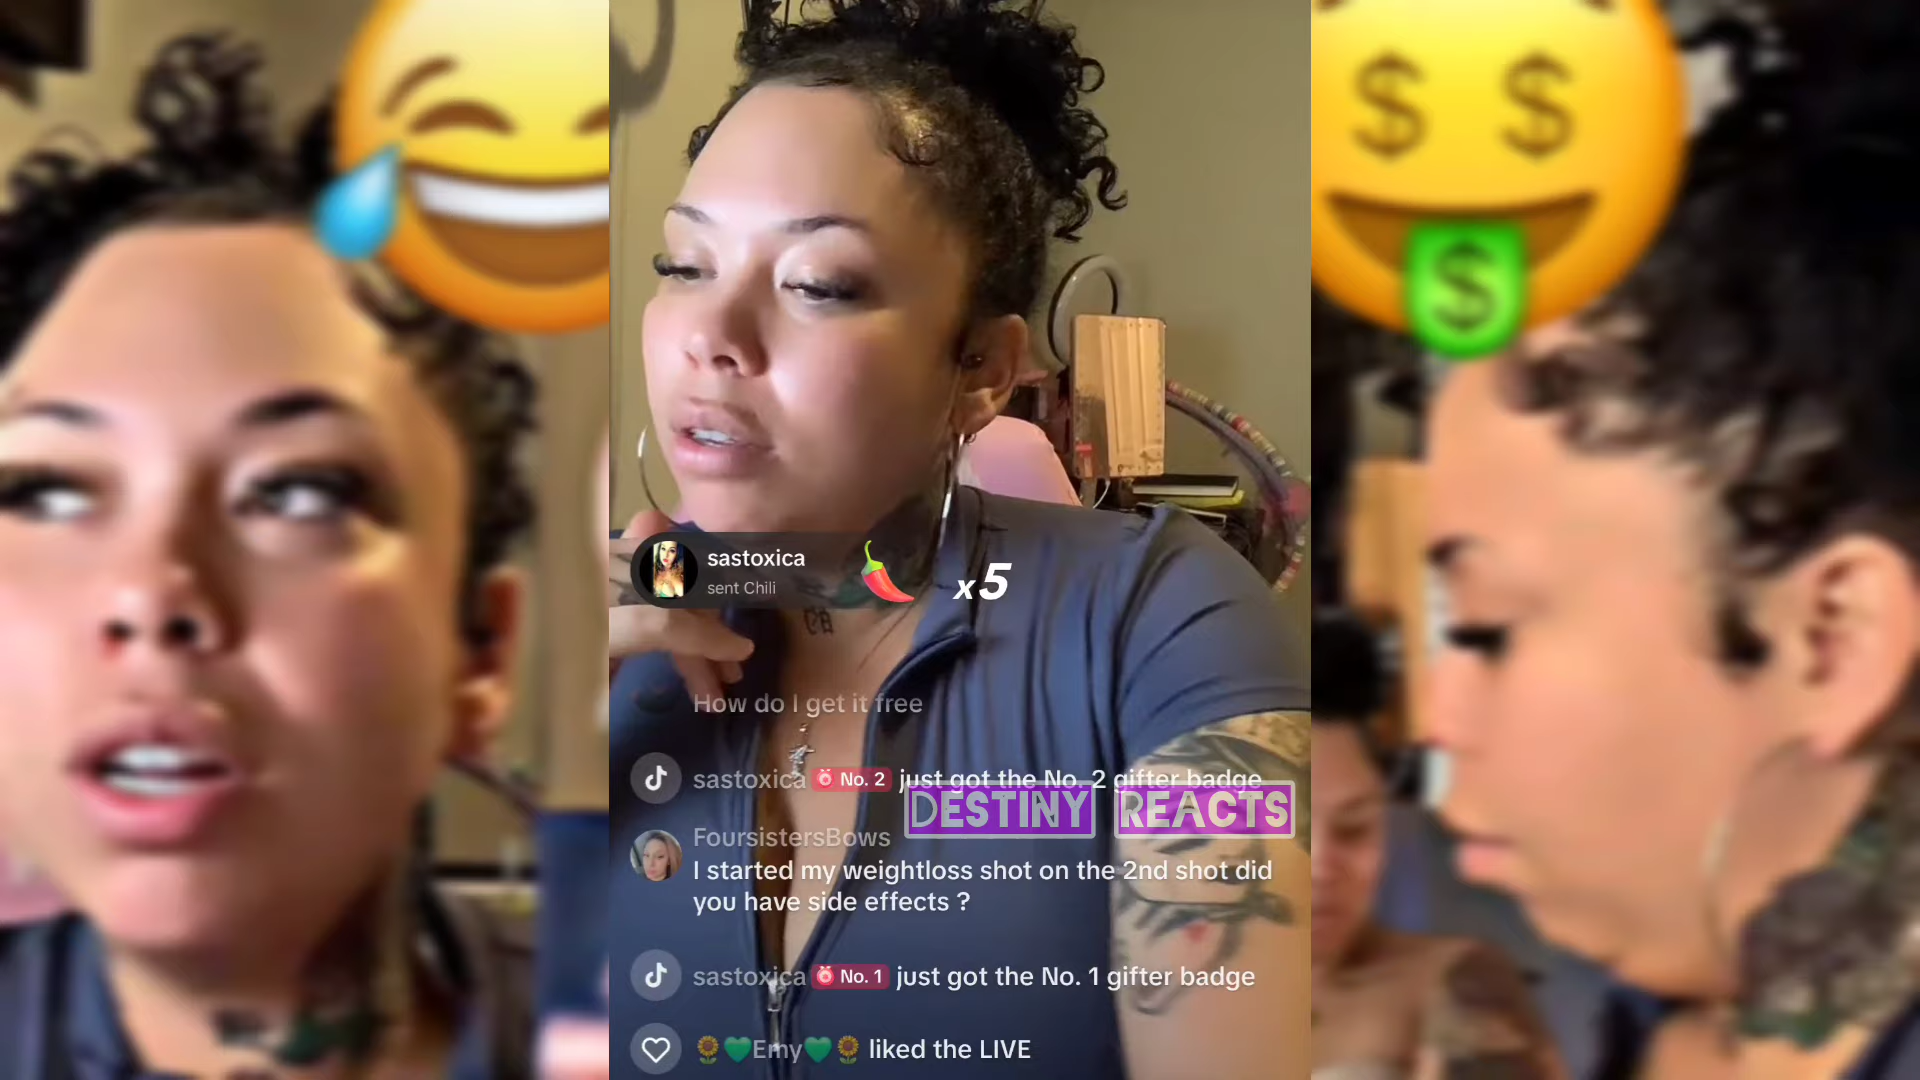 sastoxica
sent Chili
x5
How do I get it free
sastoxica No. 2 just got the No. 2 gifter badge
DESTINY REACTS
FoursistersBows
I started my weightloss shot on the 2nd shot did
you have side effects ?
sastoxica No. 1 just got the No. 1 gifter badge
🌻💚Emy💚🌻 liked the LIVE